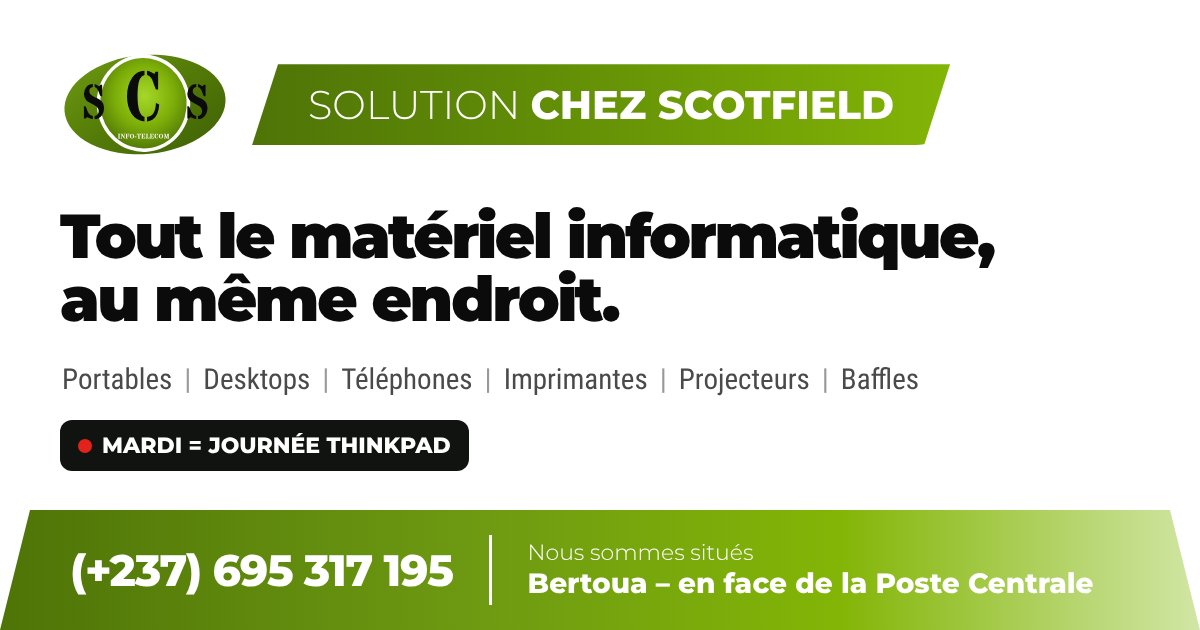 S C S
INFO-TELECOM
SOLUTION CHEZ SCOTFIELD
Tout le matériel informatique,
au même endroit.
Portables | Desktops | Téléphones | Imprimantes | Projecteurs | Baffles
MARDI = JOURNÉE THINKPAD
(+237) 695 317 195
Nous sommes situés
Bertoua – en face de la Poste Centrale